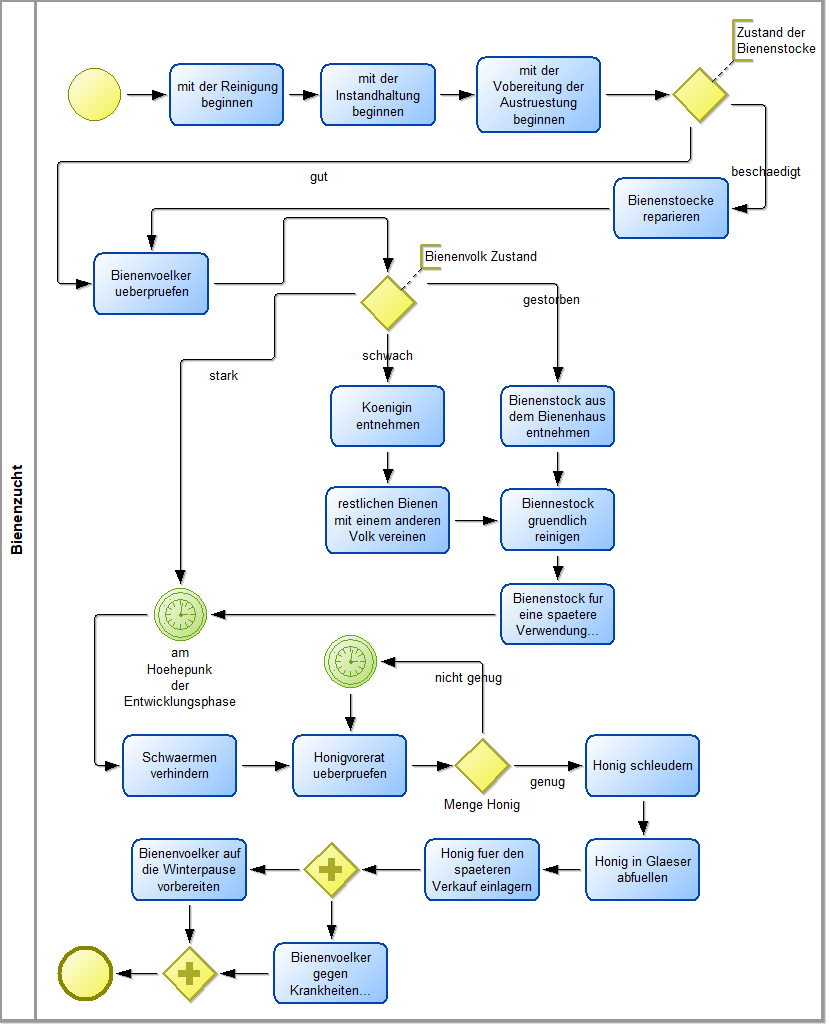 Bienenzucht
Zustand der
Bienenstocke
mit der Reinigung
beginnen
mit der
Instandhaltung
beginnen
mit der
Vobereitung der
Austruestung
beginnen
gut
beschaedigt
Bienenstoecke
reparieren
Bienenvoelker
ueberpruefen
Bienenvolk Zustand
gestorben
schwach
stark
Koenigin
entnehmen
Bienenstock aus
dem Bienenhaus
entnehmen
restlichen Bienen
mit einem anderen
Volk vereinen
Biennestock
gruendlich
reinigen
Bienenstock fur
eine spaetere
Verwendung...
am
Hoehepunk
der
Entwicklungsphase
nicht genug
Schwaermen
verhindern
Honigvorerat
ueberpruefen
Menge Honig
genug
Honig schleudern
Bienenvoelker auf
die Winterpause
vorbereiten
Honig fuer den
spaeteren
Verkauf einlagern
Honig in Glaeser
abfuellen
Bienenvoelker
gegen
Krankheiten...